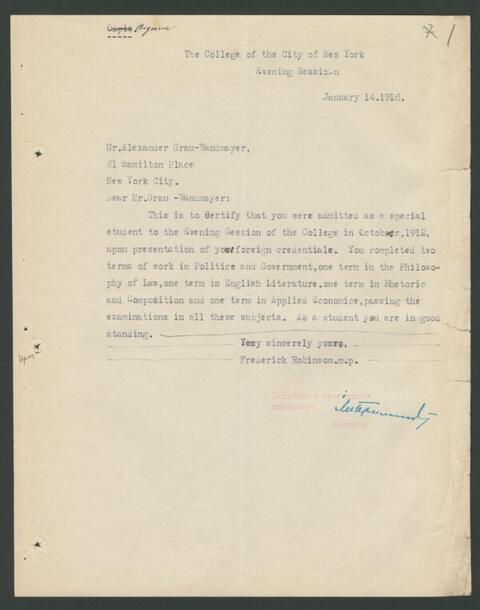 7 1
The College of the City of New York
Evening Session
January 14.1916.
Mr.Alexander Grau-Wandmayer,
61 Hamilton Place
New York City.
Dear Mr.Grau -Wandmayer:
This is to certify that you were admitted as a special
student to the Evening Session of the College in October,1912,
upon presentation of your foreign credentials. You completed two
terms of work in Politics and Government,one term in the Philoso-
phy of Law,one term in English Literature,one term in Rhetoric
and Composition and one term in Applied Economics,passing the
examinations in all these subjects. As a student you are in good
standing.
Very sincerely yours,
Frederick Robinson.m.p.
Згідно з оригіналом